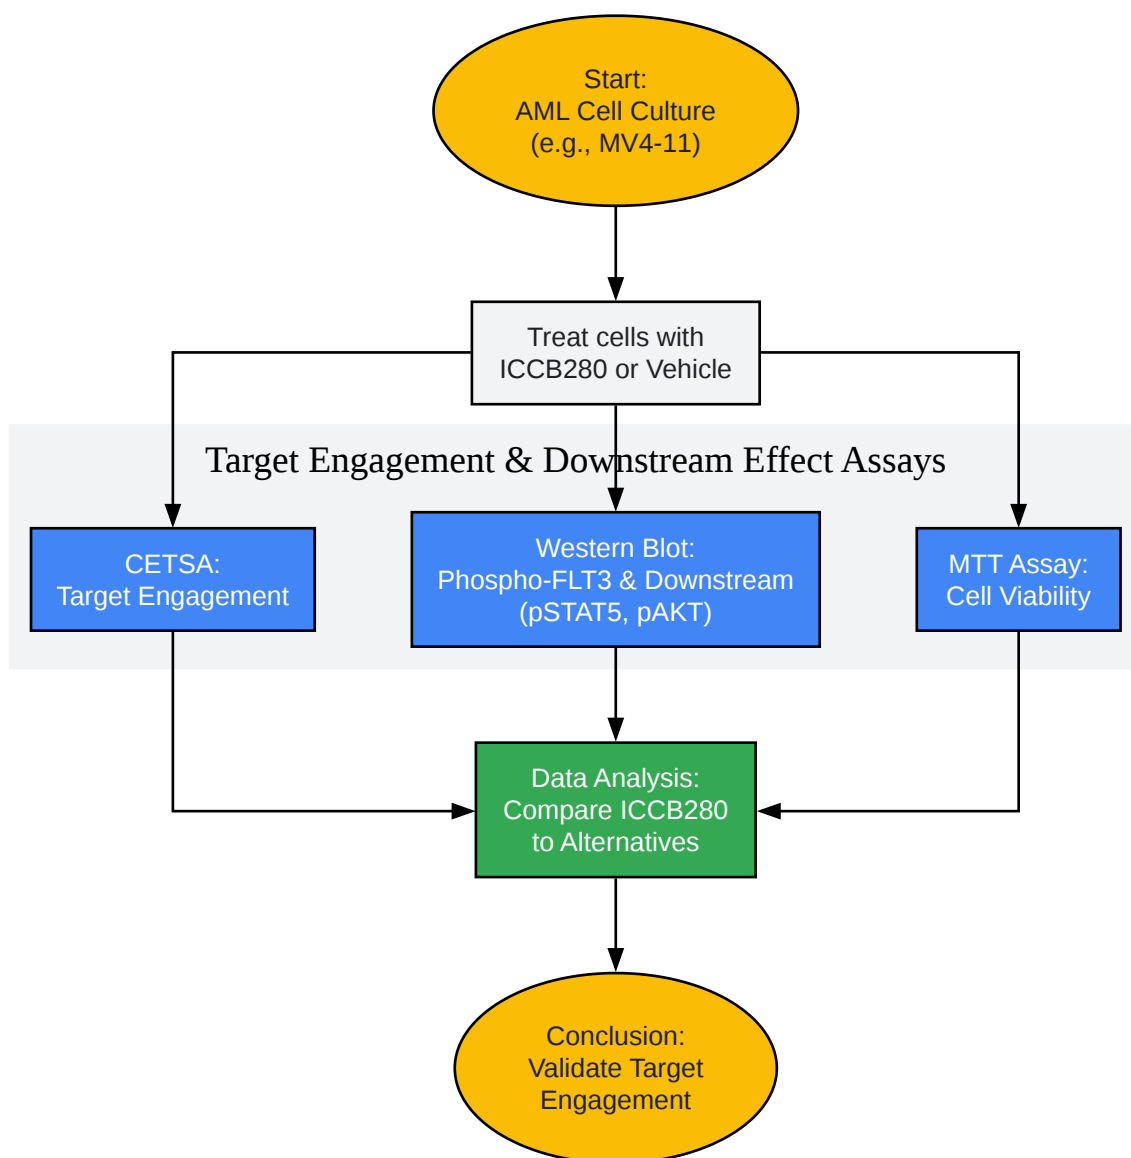 Start:
AML Cell Culture
(e.g., MV4-11)
Treat cells with
ICCB280 or Vehicle
Target Engagement & Downstream Effect Assays
CETSA:
Target Engagement
Western Blot:
Phospho-FLT3 & Downstream
(pSTAT5, pAKT)
MTT Assay:
Cell Viability
Data Analysis:
Compare ICCB280
to Alternatives
Conclusion:
Validate Target
Engagement